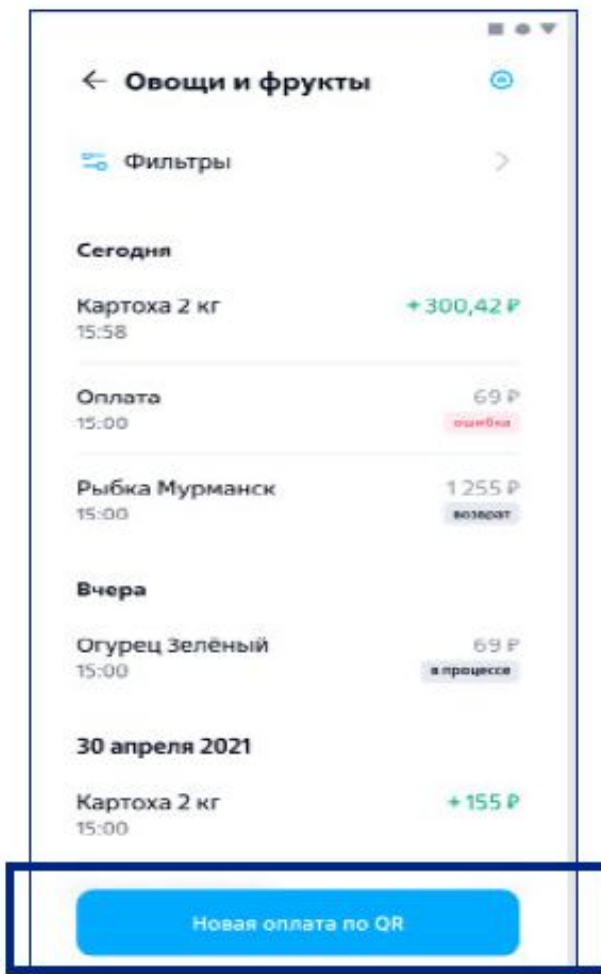 Овощи и фрукты
Фильтры
Сегодня
Картоха 2 кг +300,42 ₽
15:58
Оплата 69 ₽
15:00 ошибка
Рыбка Мурманск 1 255 ₽
15:00 возврат
Вчера
Огурец Зелёный 69 ₽
15:00 в процессе
30 апреля 2021
Картоха 2 кг +155 ₽
15:00
Новая оплата по QR